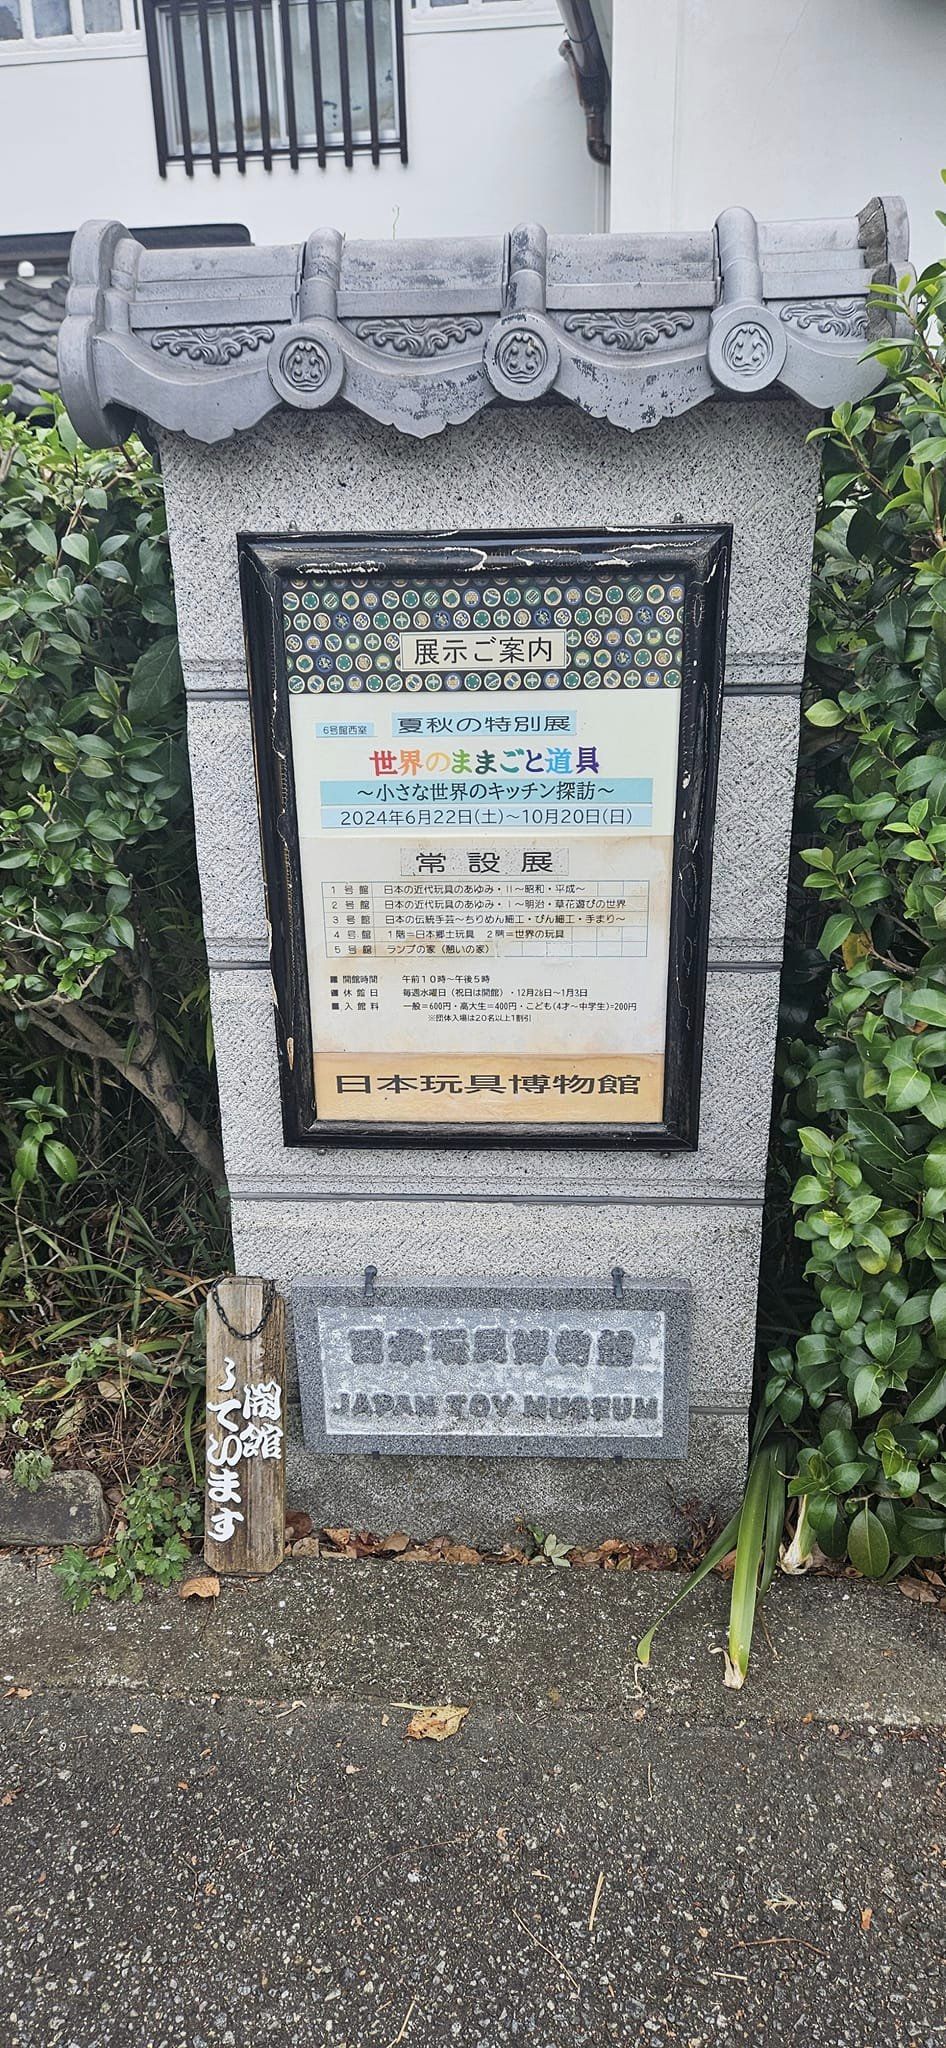 展示ご案内
6号館西室 夏秋の特別展
世界のままごと道具
～小さな世界のキッチン探訪～
2024年6月22日(土)～10月20日(日)
常設展
1号館 日本の近代玩具のあゆみ・II～昭和・平成～
2号館 日本の近代玩具のあゆみ・I～明治・草花遊びの世界
3号館 日本の伝統手芸～ちりめん細工・びん細工・手まり～
4号館 1階=日本郷土玩具 2階=世界の玩具
5号館 ランプの家（憩いの家）
■開館時間 午前10時～午後5時
■休館日 毎週水曜日（祝日は開館）・12月28日～1月3日
■入館料 一般=600円・高大生=400円・こども(4才～中学生)=200円
※団体入場は20名以上1割引
日本玩具博物館
日本玩具博物館
JAPAN TOY MUSEUM
開館
しています